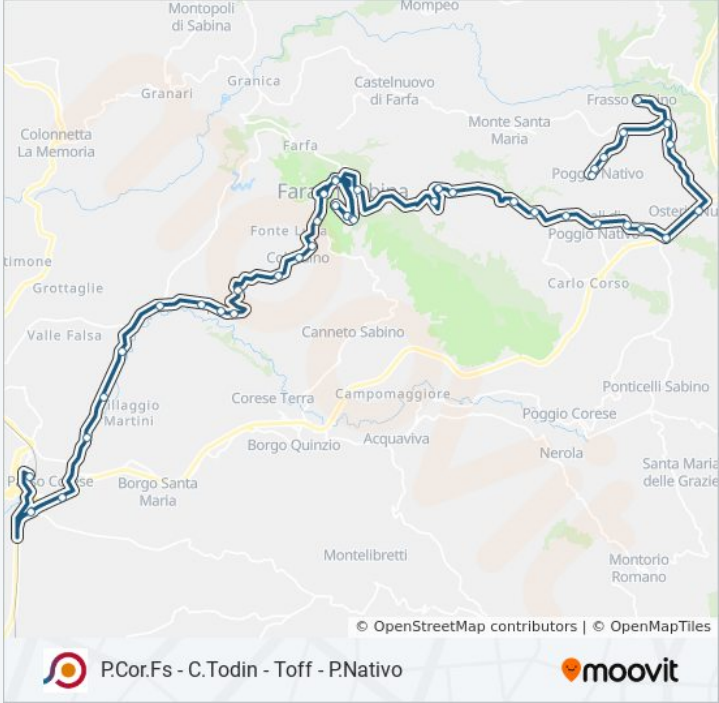 Mompeo
Montopoli
di Sabina
Granica
Granari
Castelnuovo
di Farfa
Frasso
Colonnetta
La Memoria
Monte Santa
Maria
Farfa
Nativo
Fara
Fonte
Poggio Nativo
Carlo Corso
Grottaglie
Valle Falsa
Canneto Sabino
Ponticelli Sabino
Corese Terra
Campomaggiore
Martini
Poggio Corese
Borgo Quinzio
Acquaviva
Nerola
Santa Maria
delle Grazie
Borgo Santa
Maria
Montelibretti
Montorio
Romano
© OpenStreetMap contributors | © OpenMapTiles
P.Cor.Fs - C.Todin - Toff - P.Nativo
moovit